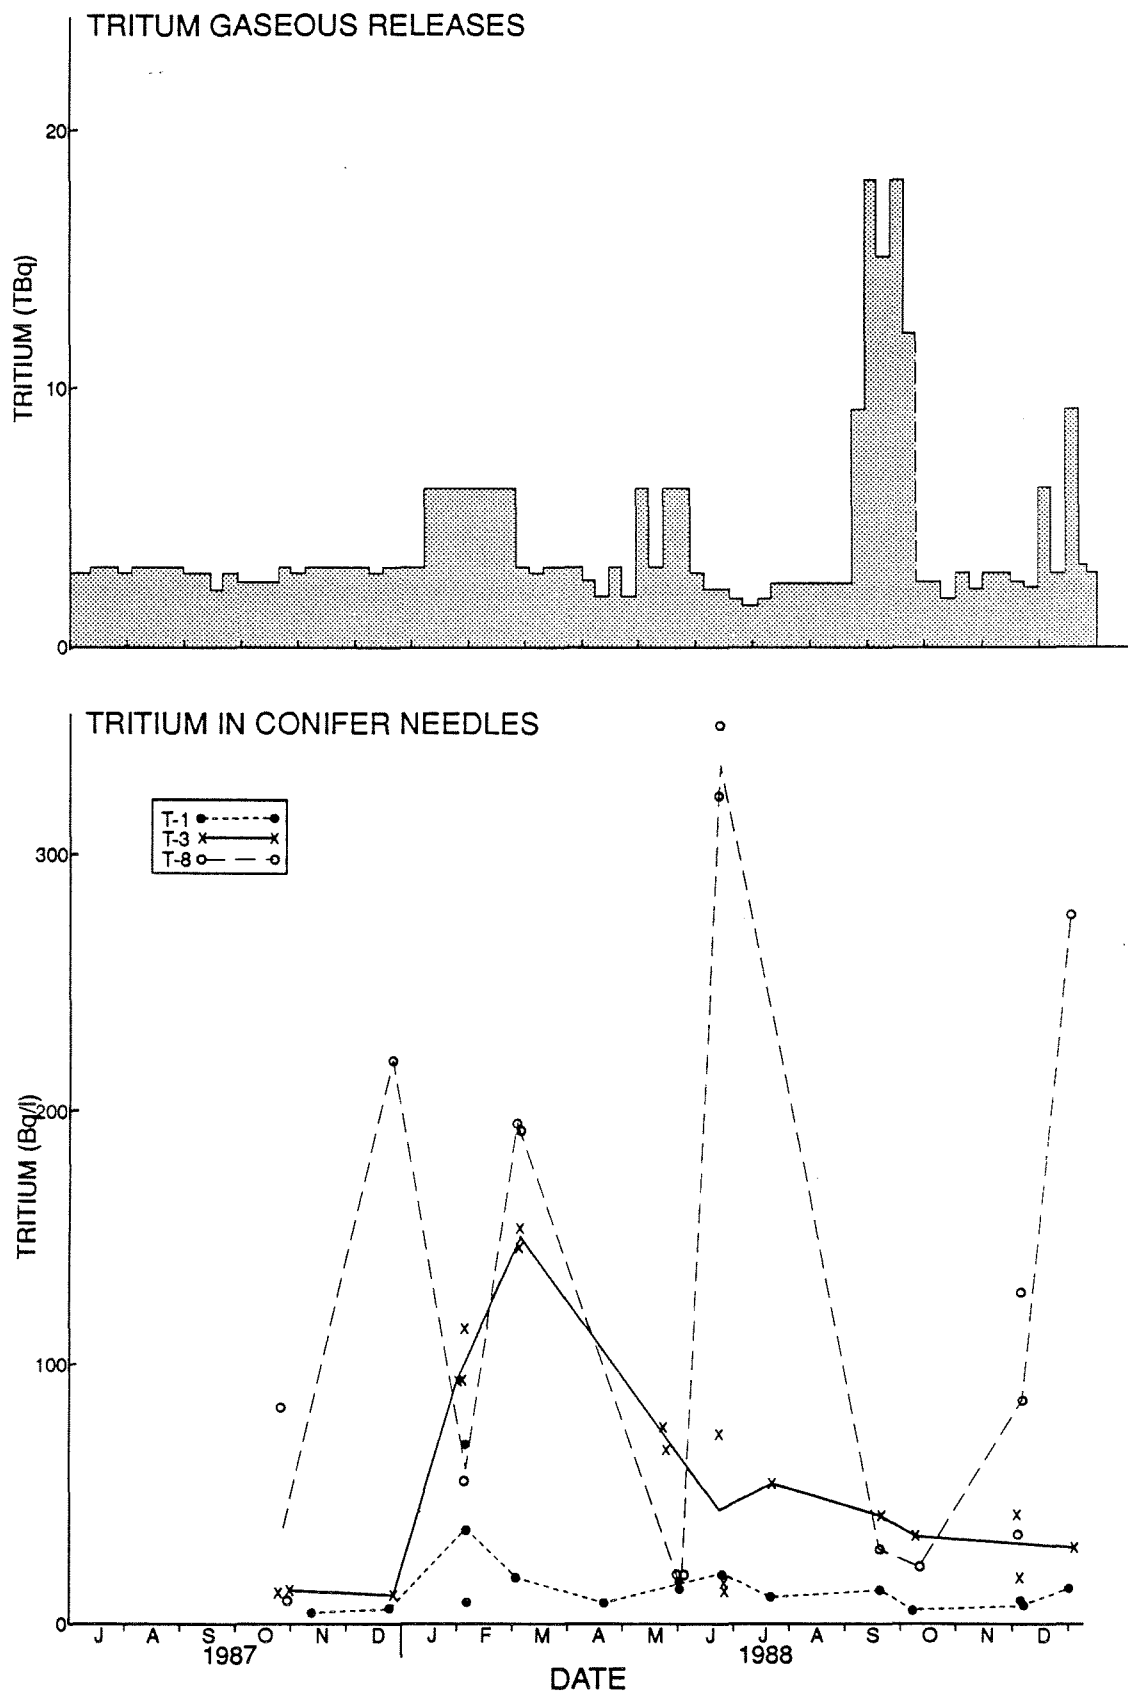 TRITUM GASEOUS RELEASES
20
10
0
TRITIUM (TBq)
TRITIUM IN CONIFER NEEDLES
T-1
T-3
T-8
300
200
100
0
TRITIUM (Bq/l)
J A S O N D J F M A M J J A S O N D
1987 1988
DATE